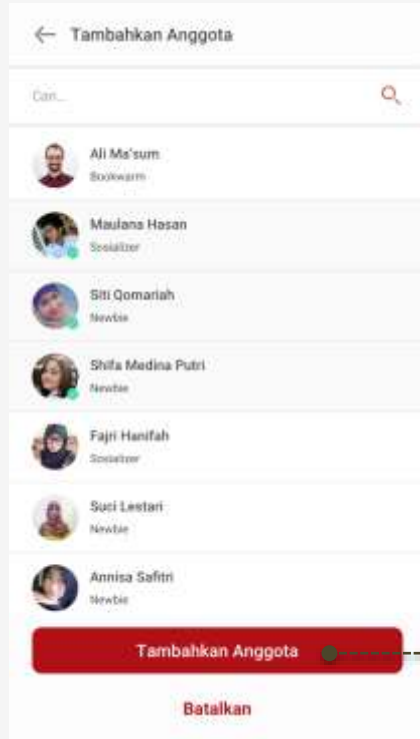 Tambahkan Anggota
Cari...
Ali Ma'sum
Bookwarm
Maulana Hasan
Sosializer
Siti Qomariah
Newbie
Shifa Medina Putri
Newbie
Fajri Hanifah
Sosializer
Suci Lestari
Newbie
Annisa Safitri
Newbie
Tambahkan Anggota
Batalkan